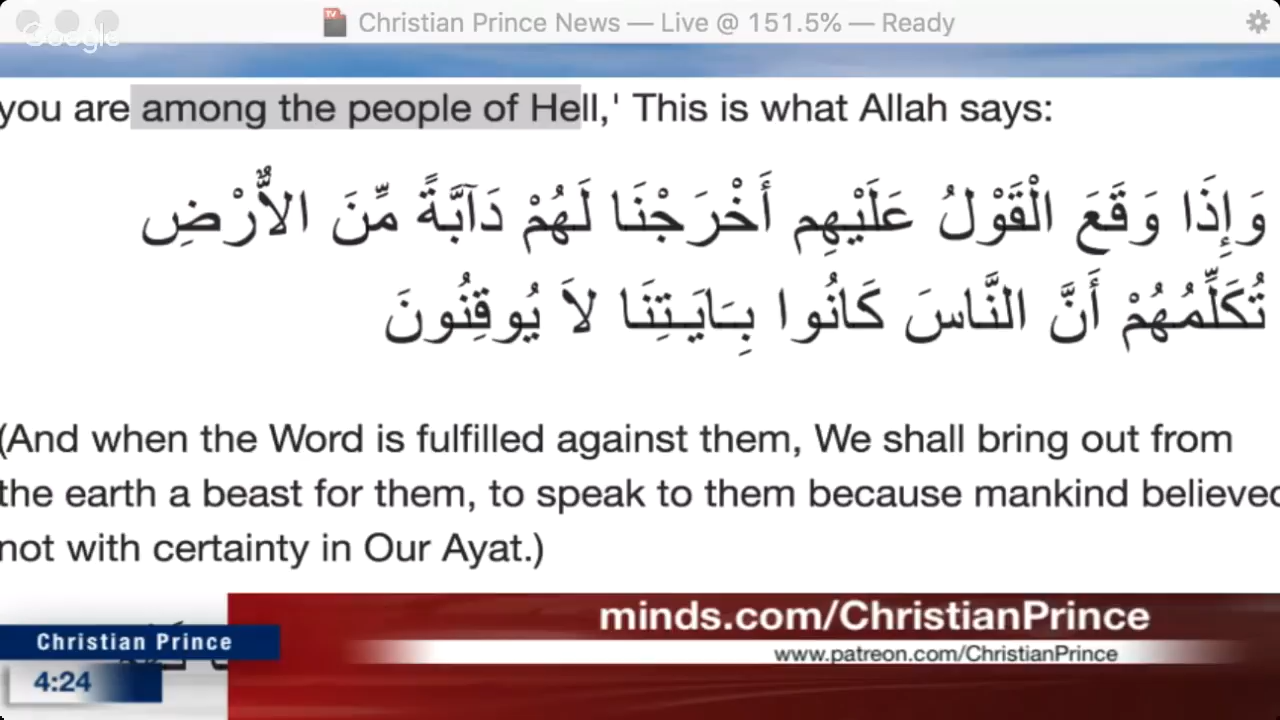 Christian Prince News — Live @ 151.5% — Ready
Google
you are among the people of Hell,' This is what Allah says:
وَإِذَا وَقَعَ الْقَوْلُ عَلَيْهِم أَخْرَجْنَا لَهُمْ دَآبَّةً مِّنَ الاٌّرْضِ
تُكَلِّمُهُمْ أَنَّ النَّاسَ كَانُوا بِـَايَـتِنَا لاَ يُوقِنُونَ
(And when the Word is fulfilled against them, We shall bring out from
the earth a beast for them, to speak to them because mankind believed
not with certainty in Our Ayat.)
minds.com/ChristianPrince
Christian Prince
www.patreon.com/ChristianPrince
4:24